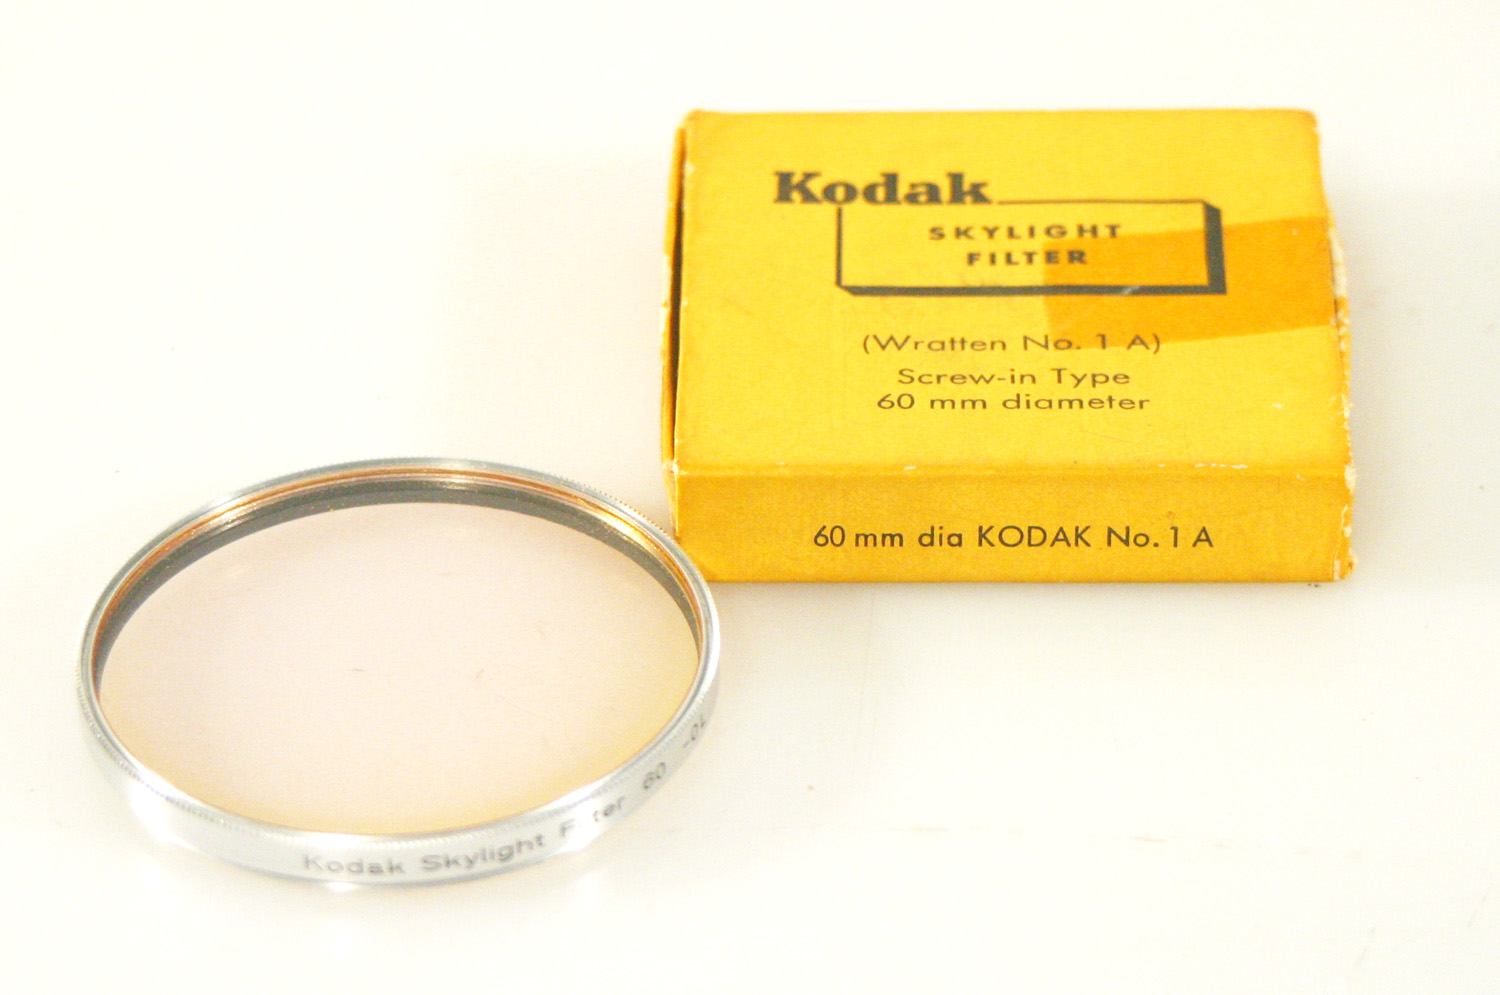 Kodak
SKYLIGHT
FILTER
(Wratten No. 1 A)
Screw-in Type
60 mm diameter
60 mm dia KODAK No. 1 A
Kodak Skylight Filter 60